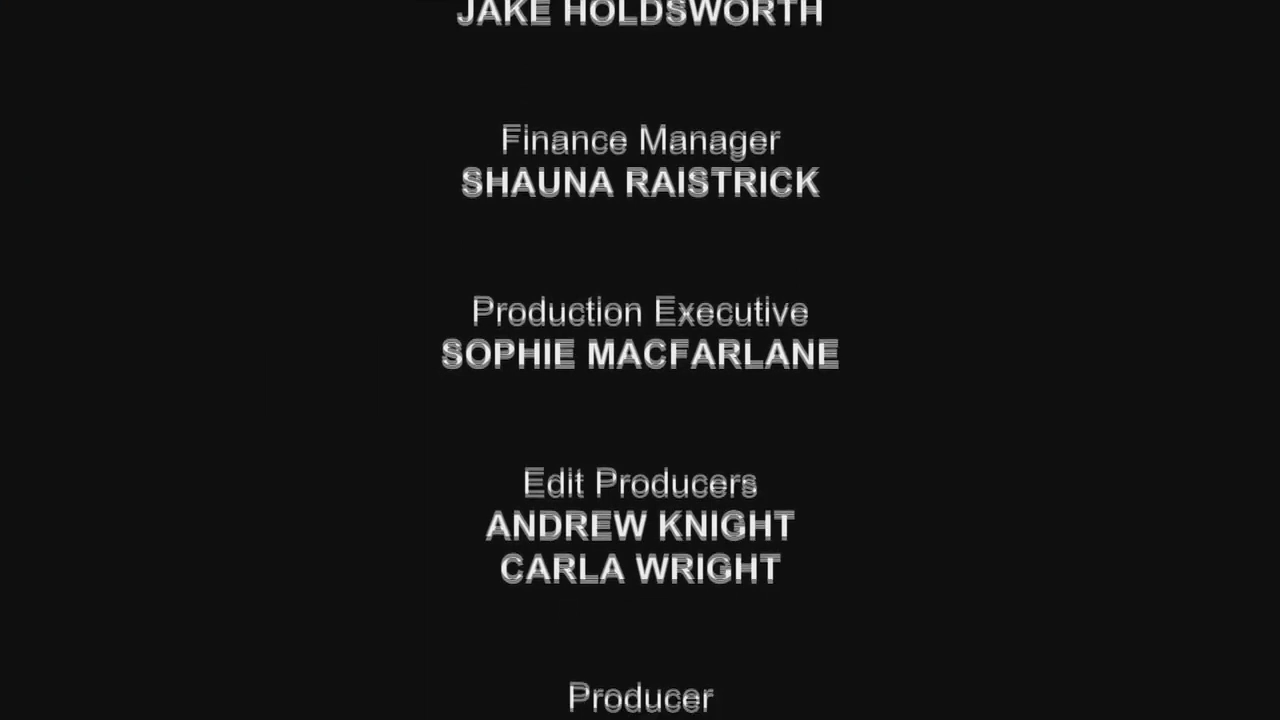 JAKE HOLDSWORTH
Finance Manager
SHAUNA RAISTRICK
Production Executive
SOPHIE MACFARLANE
Edit Producers
ANDREW KNIGHT
CARLA WRIGHT
Producer